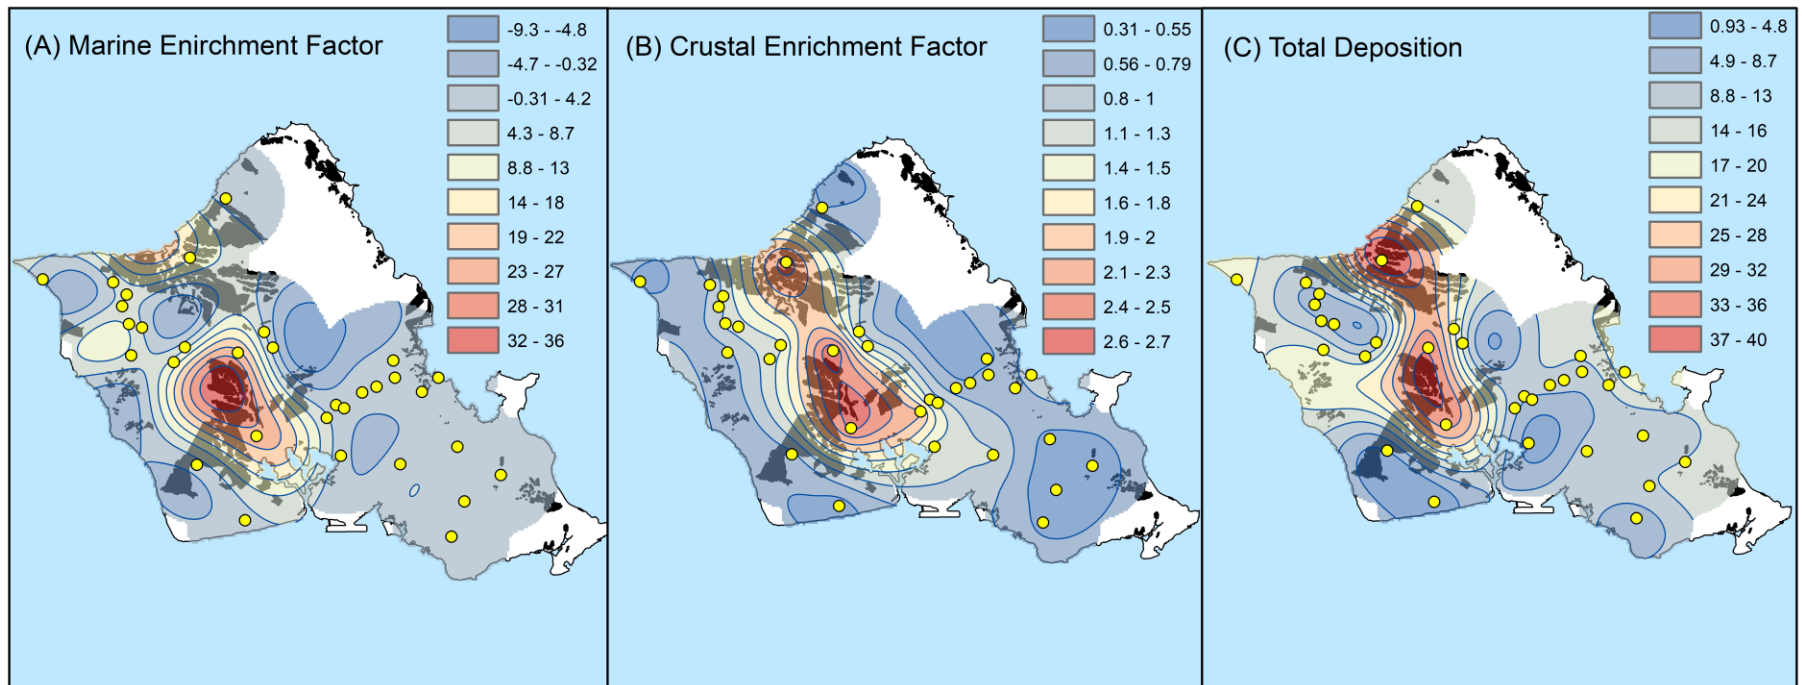 (A) Marine Enirchment Factor
-9.3 - -4.8
-4.7 - -0.32
-0.31 - 4.2
4.3 - 8.7
8.8 - 13
14 - 18
19 - 22
23 - 27
28 - 31
32 - 36
(B) Crustal Enrichment Factor
0.31 - 0.55
0.56 - 0.79
0.8 - 1
1.1 - 1.3
1.4 - 1.5
1.6 - 1.8
1.9 - 2
2.1 - 2.3
2.4 - 2.5
2.6 - 2.7
(C) Total Deposition
0.93 - 4.8
4.9 - 8.7
8.8 - 13
14 - 16
17 - 20
21 - 24
25 - 28
29 - 32
33 - 36
37 - 40